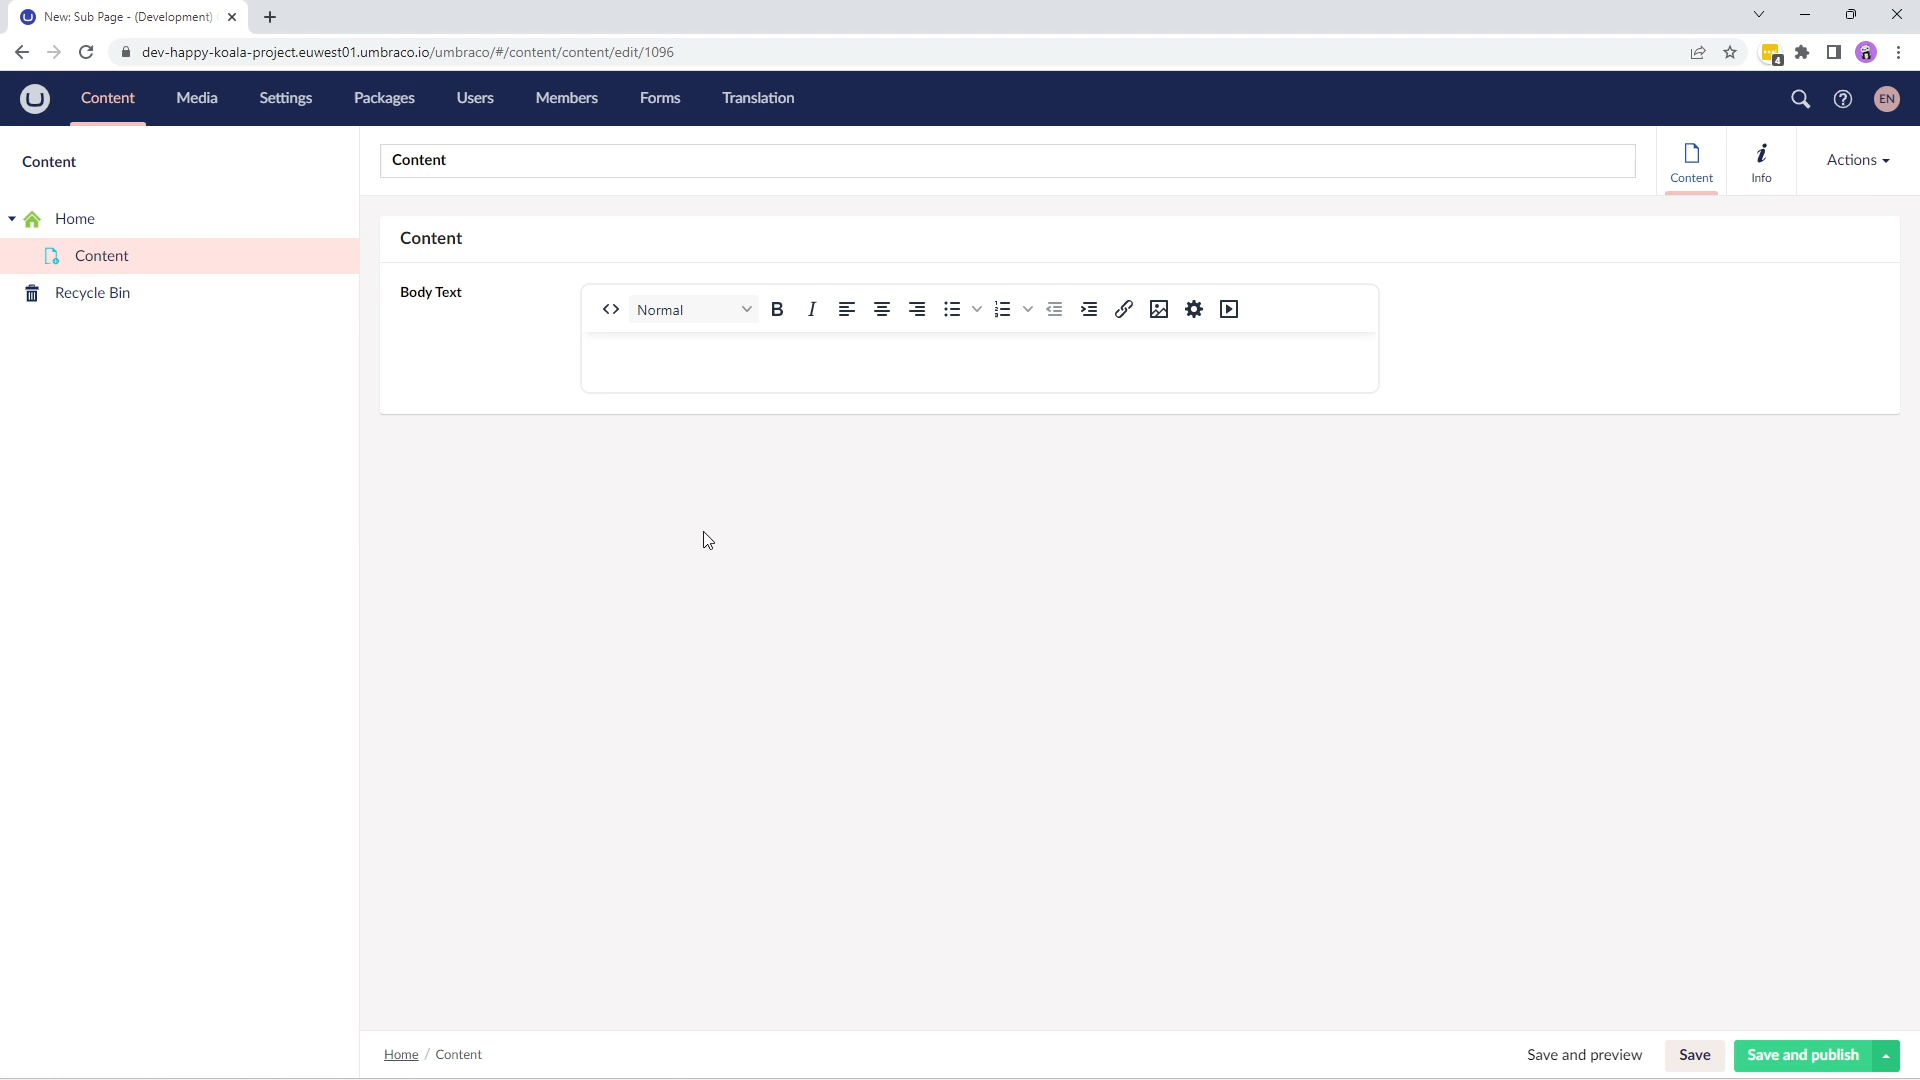 New: Sub Page - (Development)
dev-happy-koala-project.euwest01.umbraco.io/umbraco/#/content/content/edit/1096
4
Content Media Settings Packages Users Members Forms Translation
EN
Content
Home
Content
Recycle Bin
Content
Content
Info
Actions
Content
Body Text
Normal B I
Home / Content
Save and preview
Save
Save and publish